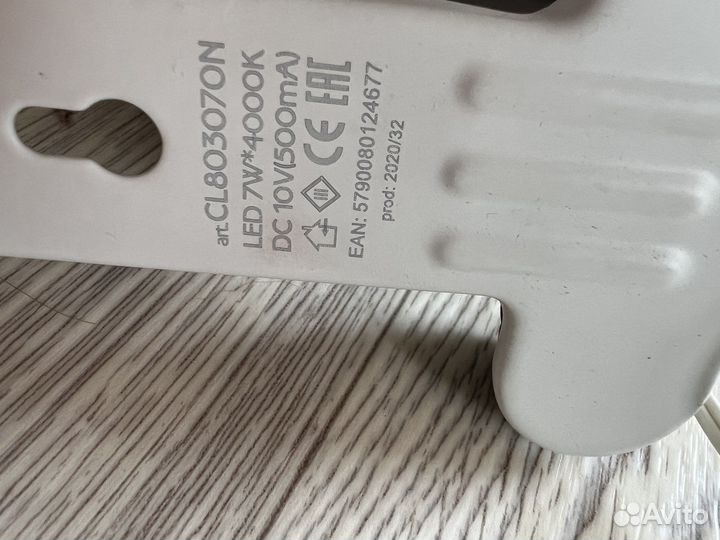 art. CL803070N
LED 7W*4000K
DC 10V(500mA)
CE EAC
EAN: 5790080124677
prod: 2020/32
Avito